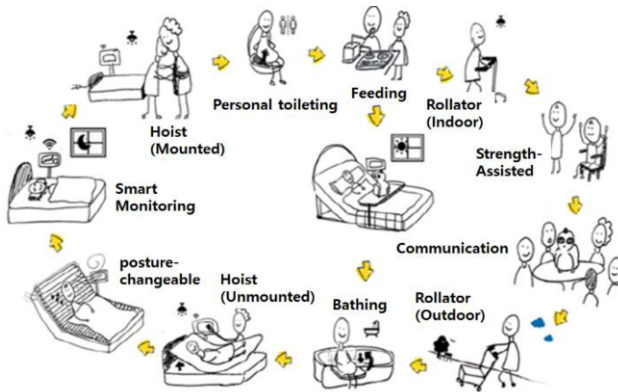 Hoist
(Mounted)
Personal toileting
Feeding
Rollator
(Indoor)
Strength-
Assisted
Communication
Rollator
(Outdoor)
Bathing
Hoist
(Unmounted)
posture-
changeable
Smart
Monitoring